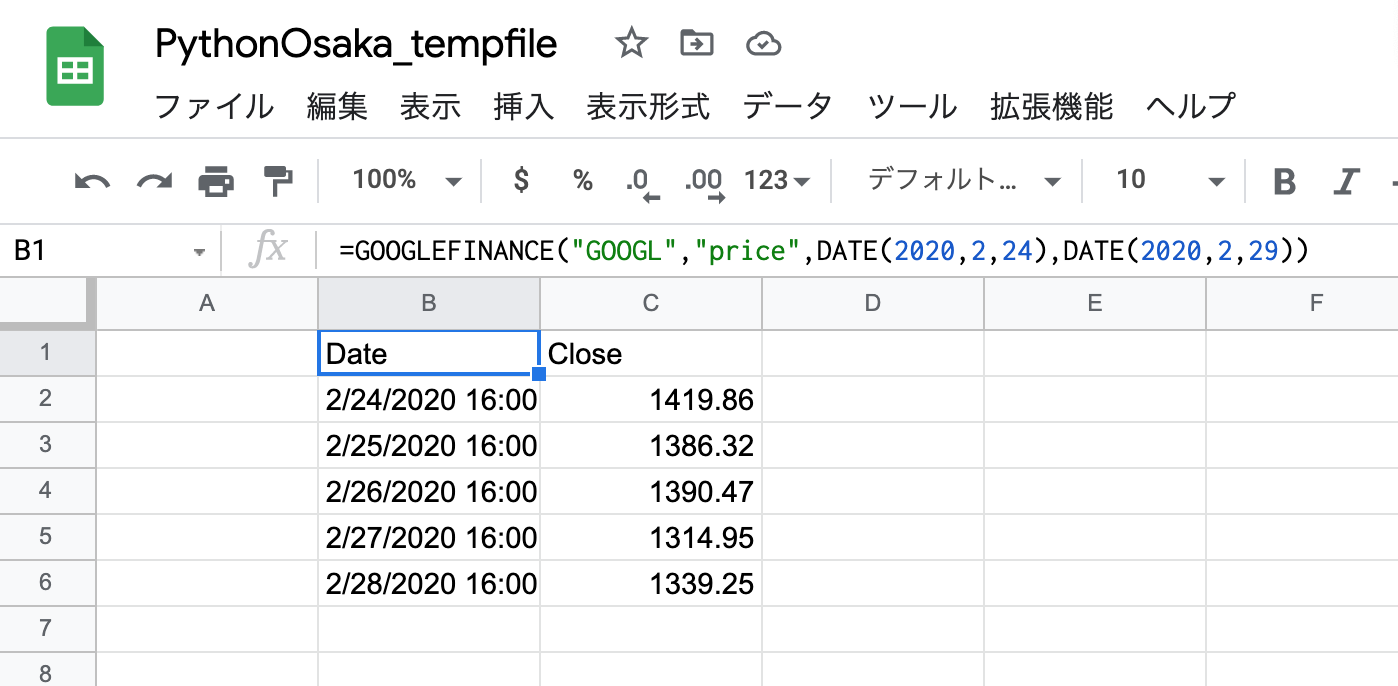 PythonOsaka_tempfile
ファイル 編集 表示 挿入 表示形式 データ ツール 拡張機能 ヘルプ
100% $ % .0 .00 123 デフォルト... 10 B I
B1 fx =GOOGLEFINANCE("GOOGL","price",DATE(2020,2,24),DATE(2020,2,29))
A B C D E F
1 Date Close
2 2/24/2020 16:00 1419.86
3 2/25/2020 16:00 1386.32
4 2/26/2020 16:00 1390.47
5 2/27/2020 16:00 1314.95
6 2/28/2020 16:00 1339.25
7
8